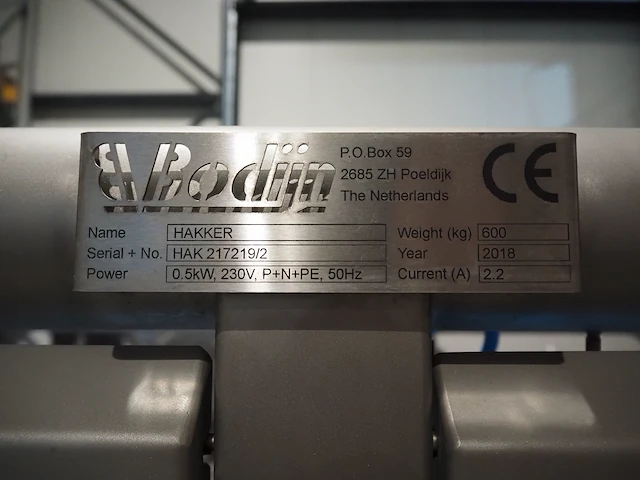 B Bodijn
P.O.Box 59
2685 ZH Poeldijk
The Netherlands
CE
Name HAKKER Weight (kg) 600
Serial + No. HAK 217219/2 Year 2018
Power 0.5kW, 230V, P+N+PE, 50Hz Current (A) 2.2